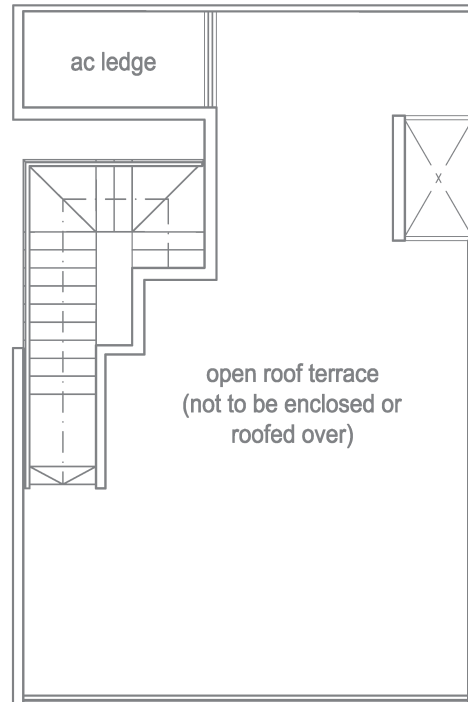 ac ledge
x
open roof terrace
(not to be enclosed or
roofed over)